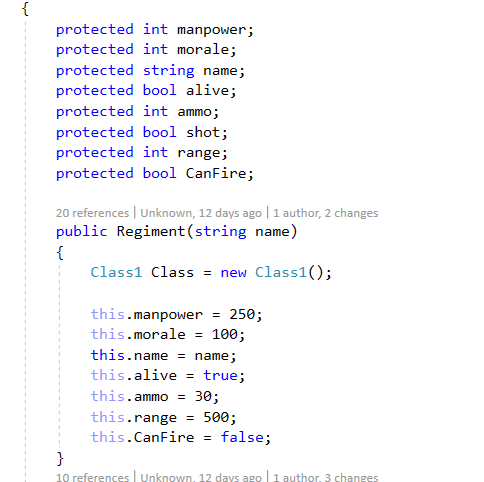 {
protected int manpower;
protected int morale;
protected string name;
protected bool alive;
protected int ammo;
protected bool shot;
protected int range;
protected bool CanFire;
20 references | Unknown, 12 days ago | 1 author, 2 changes
public Regiment(string name)
{
Class1 Class = new Class1();
this.manpower = 250;
this.morale = 100;
this.name = name;
this.alive = true;
this.ammo = 30;
this.range = 500;
this.CanFire = false;
}
10 references | Unknown, 12 days ago | 1 author, 3 changes